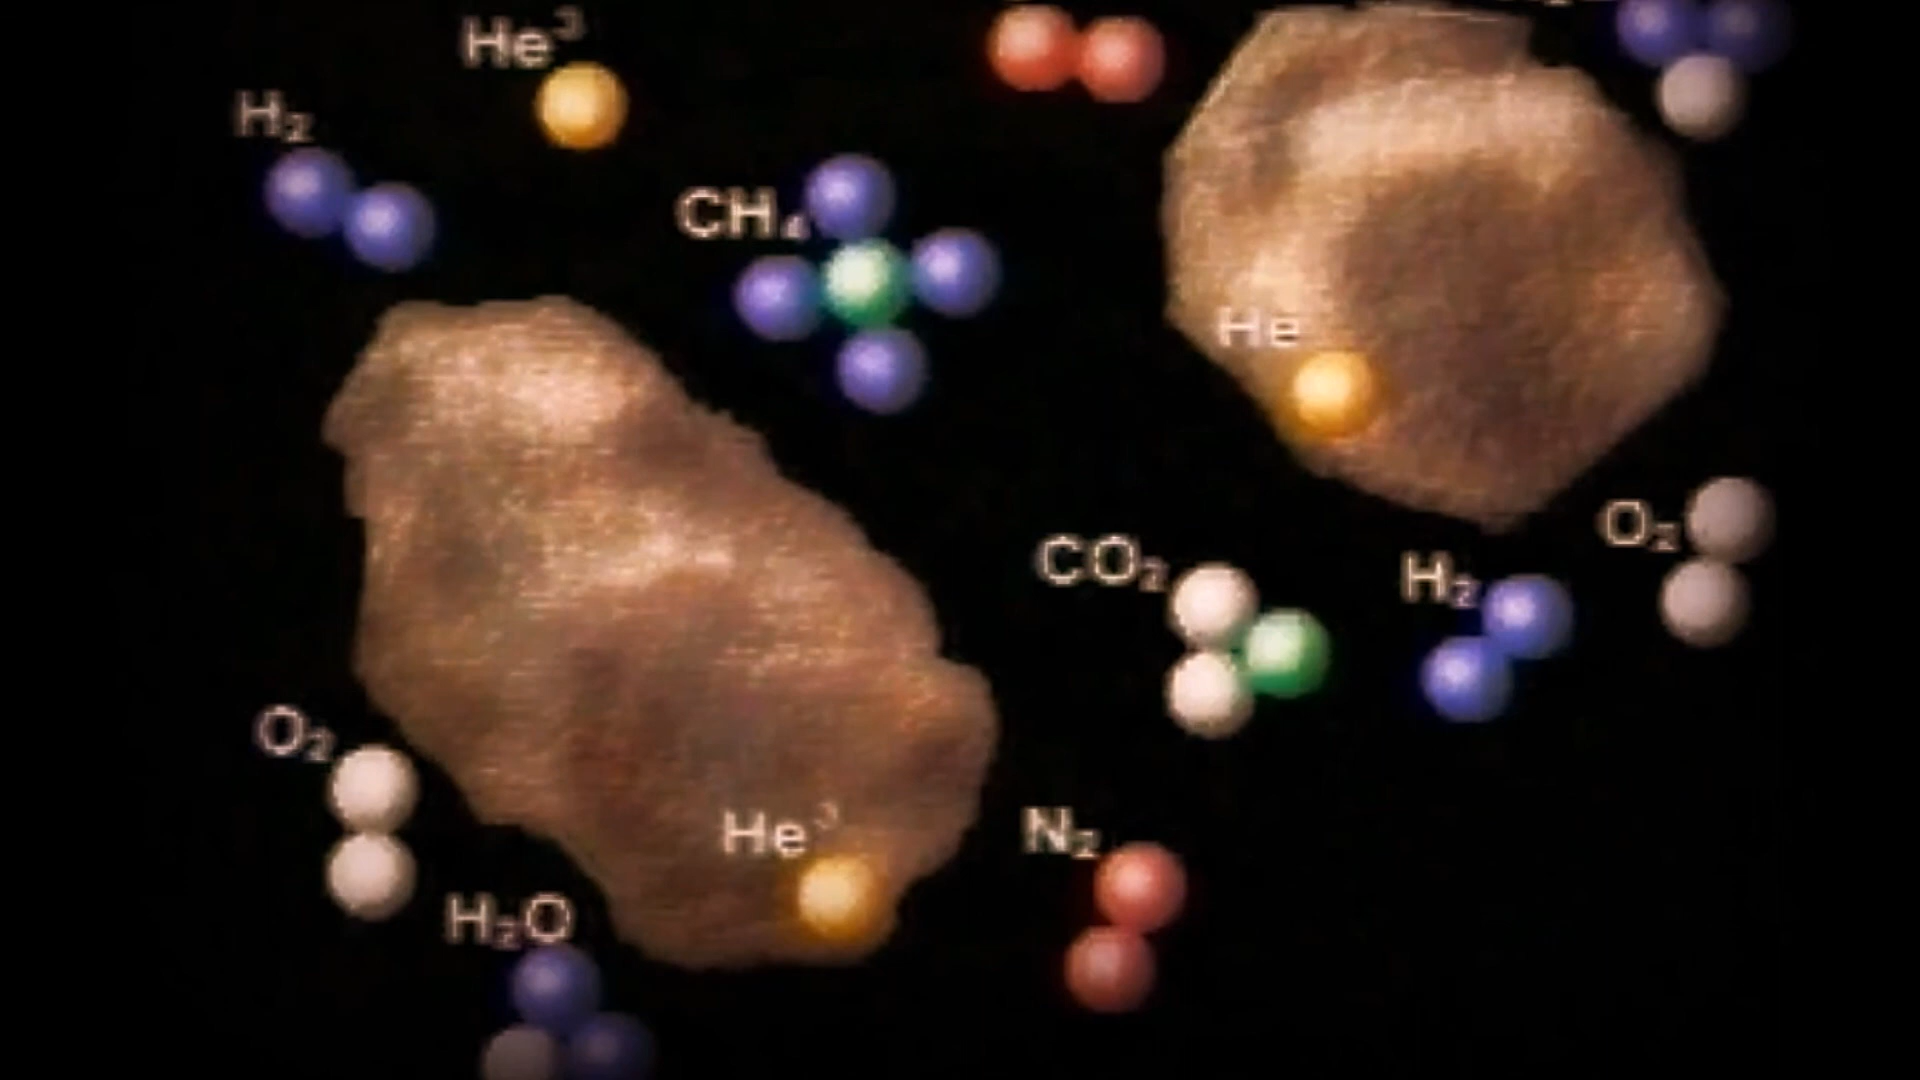 He³
H₂
CH₄
He
O₂
CO₂
H₂
O₂
He³
N₂
H₂O